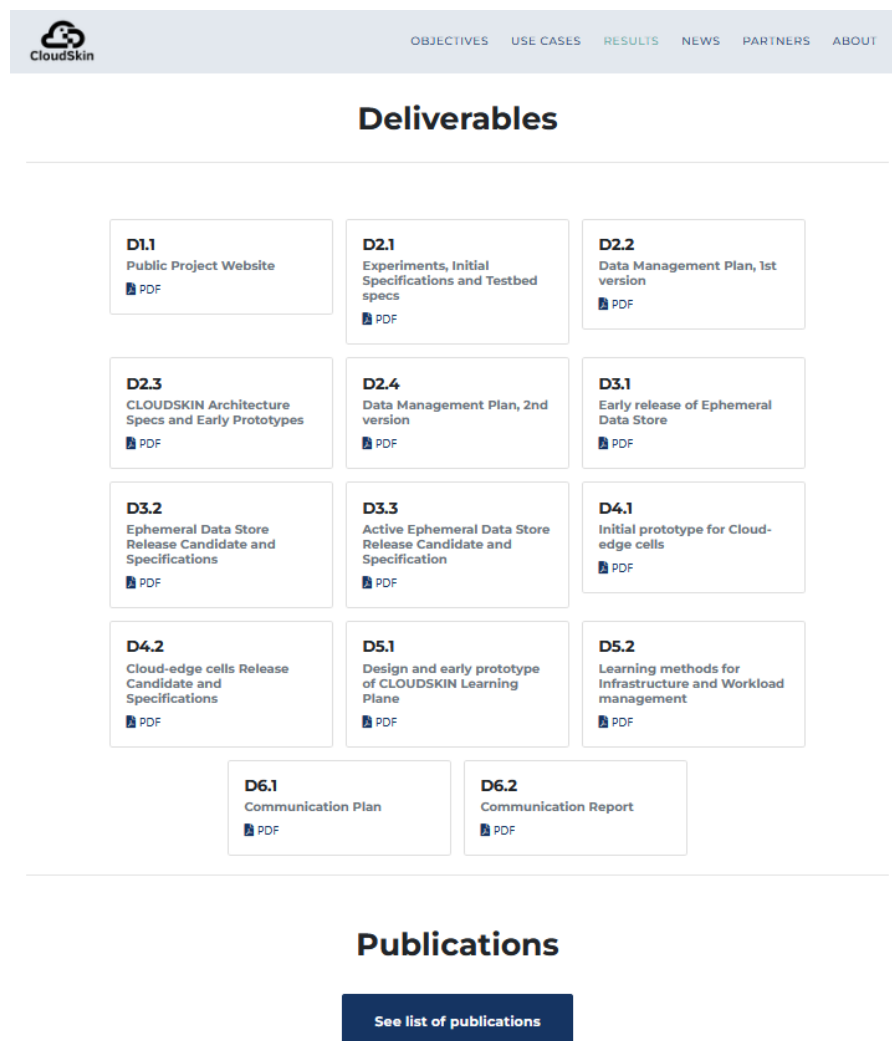 CloudSkin
OBJECTIVES USE CASES RESULTS NEWS PARTNERS ABOUT
Deliverables
D1.1
Public Project Website
PDF
D2.1
Experiments, Initial
Specifications and Testbed
specs
PDF
D2.2
Data Management Plan, 1st
version
PDF
D2.3
CLOUDSKIN Architecture
Specs and Early Prototypes
PDF
D2.4
Data Management Plan, 2nd
version
PDF
D3.1
Early release of Ephemeral
Data Store
PDF
D3.2
Ephemeral Data Store
Release Candidate and
Specifications
PDF
D3.3
Active Ephemeral Data Store
Release Candidate and
Specification
PDF
D4.1
Initial prototype for Cloud-
edge cells
PDF
D4.2
Cloud-edge cells Release
Candidate and
Specifications
PDF
D5.1
Design and early prototype
of CLOUDSKIN Learning
Plane
PDF
D5.2
Learning methods for
Infrastructure and Workload
management
PDF
D6.1
Communication Plan
PDF
D6.2
Communication Report
PDF
Publications
See list of publications